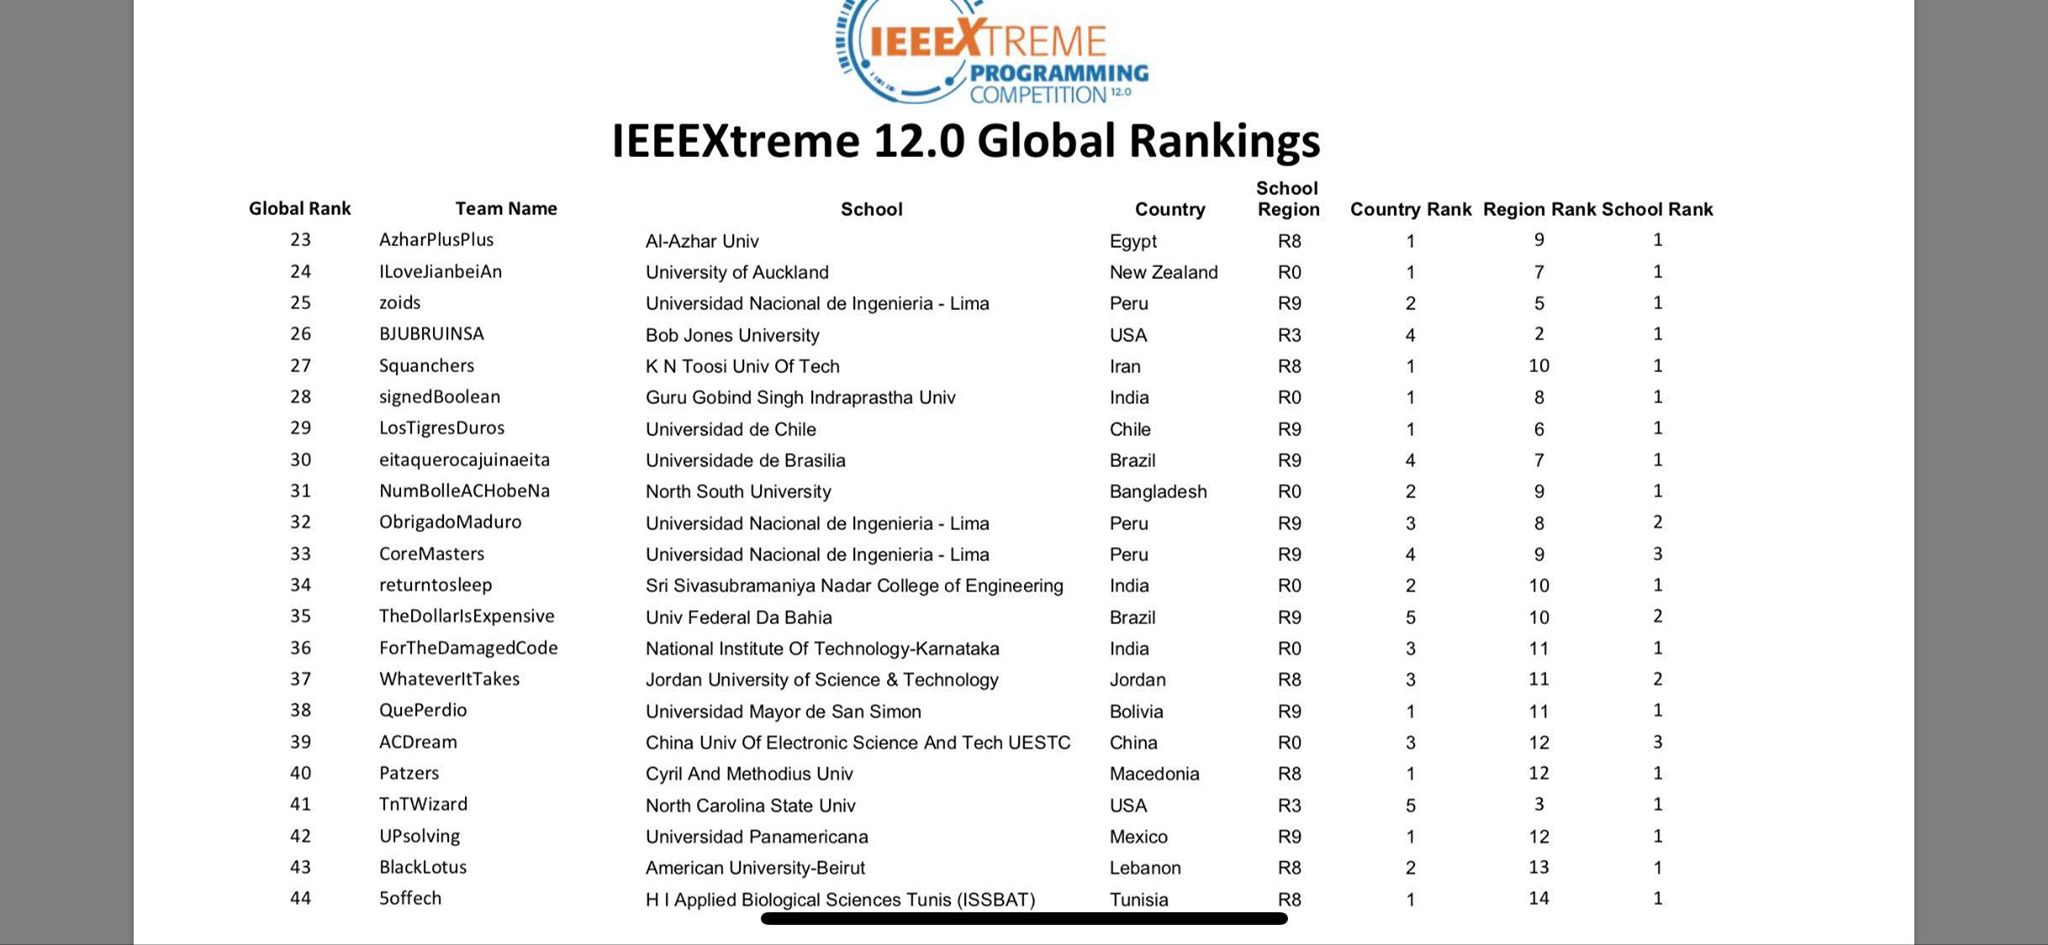 IEEEXTREME
PROGRAMMING
COMPETITION 12.0
IEEEXtreme 12.0 Global Rankings
Global Rank Team Name School Country School Region Country Rank Region Rank School Rank
23 AzharPlusPlus Al-Azhar Univ Egypt R8 1 9 1
24 ILoveJianbeiAn University of Auckland New Zealand R0 1 7 1
25 zoids Universidad Nacional de Ingenieria - Lima Peru R9 2 5 1
26 BJUBRUINSA Bob Jones University USA R3 4 2 1
27 Squanchers K N Toosi Univ Of Tech Iran R8 1 10 1
28 signedBoolean Guru Gobind Singh Indraprastha Univ India R0 1 8 1
29 LosTigresDuros Universidad de Chile Chile R9 1 6 1
30 eitaquerocajuinaeita Universidade de Brasilia Brazil R9 4 7 1
31 NumBolleACHobeNa North South University Bangladesh R0 2 9 1
32 ObrigadoMaduro Universidad Nacional de Ingenieria - Lima Peru R9 3 8 2
33 CoreMasters Universidad Nacional de Ingenieria - Lima Peru R9 4 9 3
34 returntosleep Sri Sivasubramaniya Nadar College of Engineering India R0 2 10 1
35 TheDollarIsExpensive Univ Federal Da Bahia Brazil R9 5 10 2
36 ForTheDamagedCode National Institute Of Technology-Karnataka India R0 3 11 1
37 WhateverItTakes Jordan University of Science & Technology Jordan R8 3 11 2
38 QuePerdio Universidad Mayor de San Simon Bolivia R9 1 11 1
39 ACDream China Univ Of Electronic Science And Tech UESTC China R0 3 12 3
40 Patzers Cyril And Methodius Univ Macedonia R8 1 12 1
41 TnTWizard North Carolina State Univ USA R3 5 3 1
42 UPsolving Universidad Panamericana Mexico R9 1 12 1
43 BlackLotus American University-Beirut Lebanon R8 2 13 1
44 5offech H I Applied Biological Sciences Tunis (ISSBAT) Tunisia R8 1 14 1